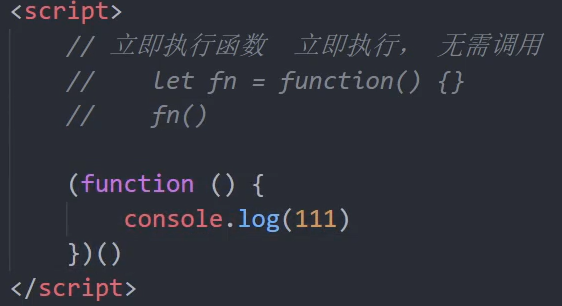 <script>
// 立即执行函数  立即执行， 无需调用
//    let fn = function() {}
//    fn()
(function () {
console.log(111)
})()
</script>